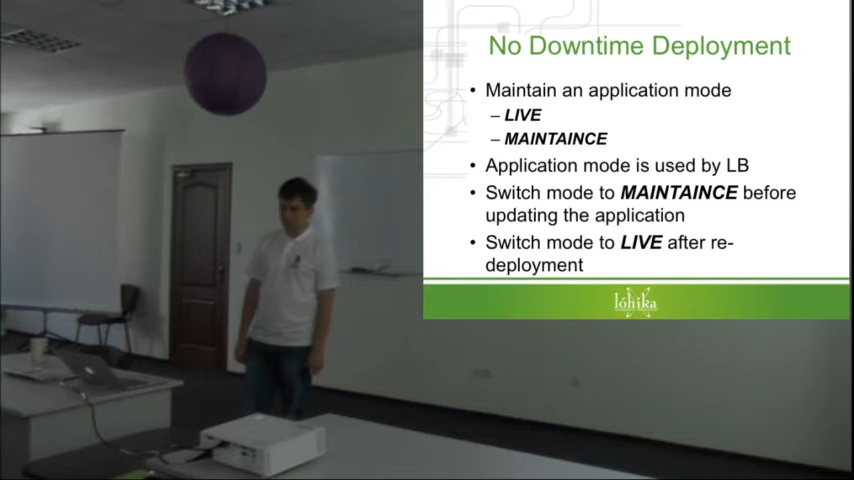 No Downtime Deployment
• Maintain an application mode
– LIVE
– MAINTAINCE
• Application mode is used by LB
• Switch mode to MAINTAINCE before
updating the application
• Switch mode to LIVE after re-
deployment
lóhika